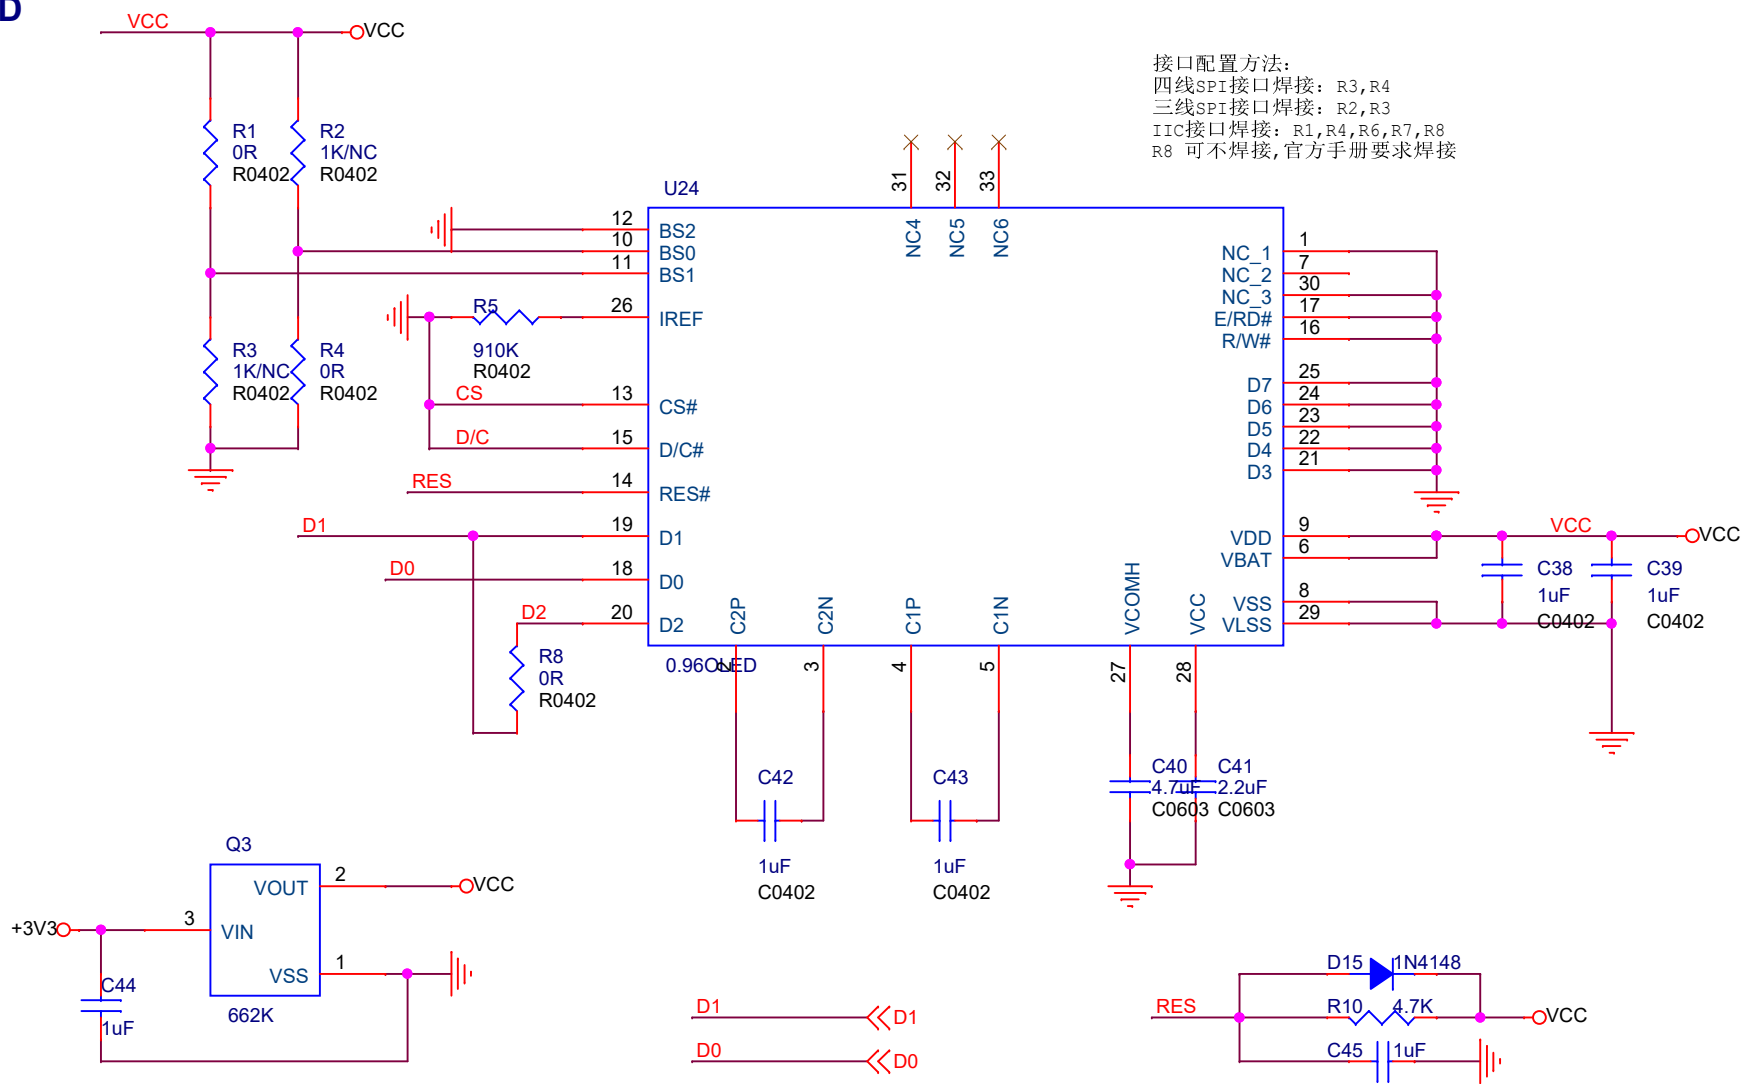 D
VCC
VCC
接口配置方法:
四线SPI接口焊接: R3,R4
三线SPI接口焊接: R2,R3
IIC接口焊接: R1,R4,R6,R7,R8
R8 可不焊接,官方手册要求焊接
R1
0R
R0402
R2
1K/NC
R0402
R3
1K/NC
R0402
R4
0R
R0402
U24
31
32
33
NC4
NC5
NC6
12
BS2
10
BS0
11
BS1
R5
910K
R0402
26
IREF
CS
13
CS#
D/C
15
D/C#
RES
14
RES#
D1
19
D1
D0
18
D0
D2
20
D2
R8
0R
R0402
NC_1
1
NC_2
7
NC_3
30
E/RD#
17
R/W#
16
D7
25
D6
24
D5
23
D4
22
D3
21
VDD
9
VBAT
6
VSS
8
VLSS
29
VCC
VCC
C38
1uF
C0402
C39
1uF
C0402
C2P
C2N
C1P
C1N
VCOMH
VCC
0.96OLED
2
3
4
5
27
28
C42
1uF
C0402
C43
1uF
C0402
C40
4.7uF
C0603
C41
2.2uF
C0603
Q3
VOUT
2
VCC
+3V3
3
VIN
VSS
1
662K
C44
1uF
D1
D1
D0
D0
D15
1N4148
RES
R10
4.7K
VCC
C45
1uF